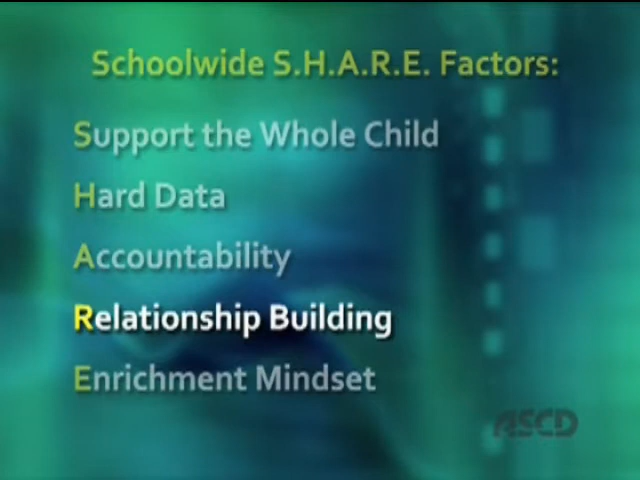 Schoolwide S.H.A.R.E. Factors:
Support the Whole Child
Hard Data
Accountability
Relationship Building
Enrichment Mindset
ASCD